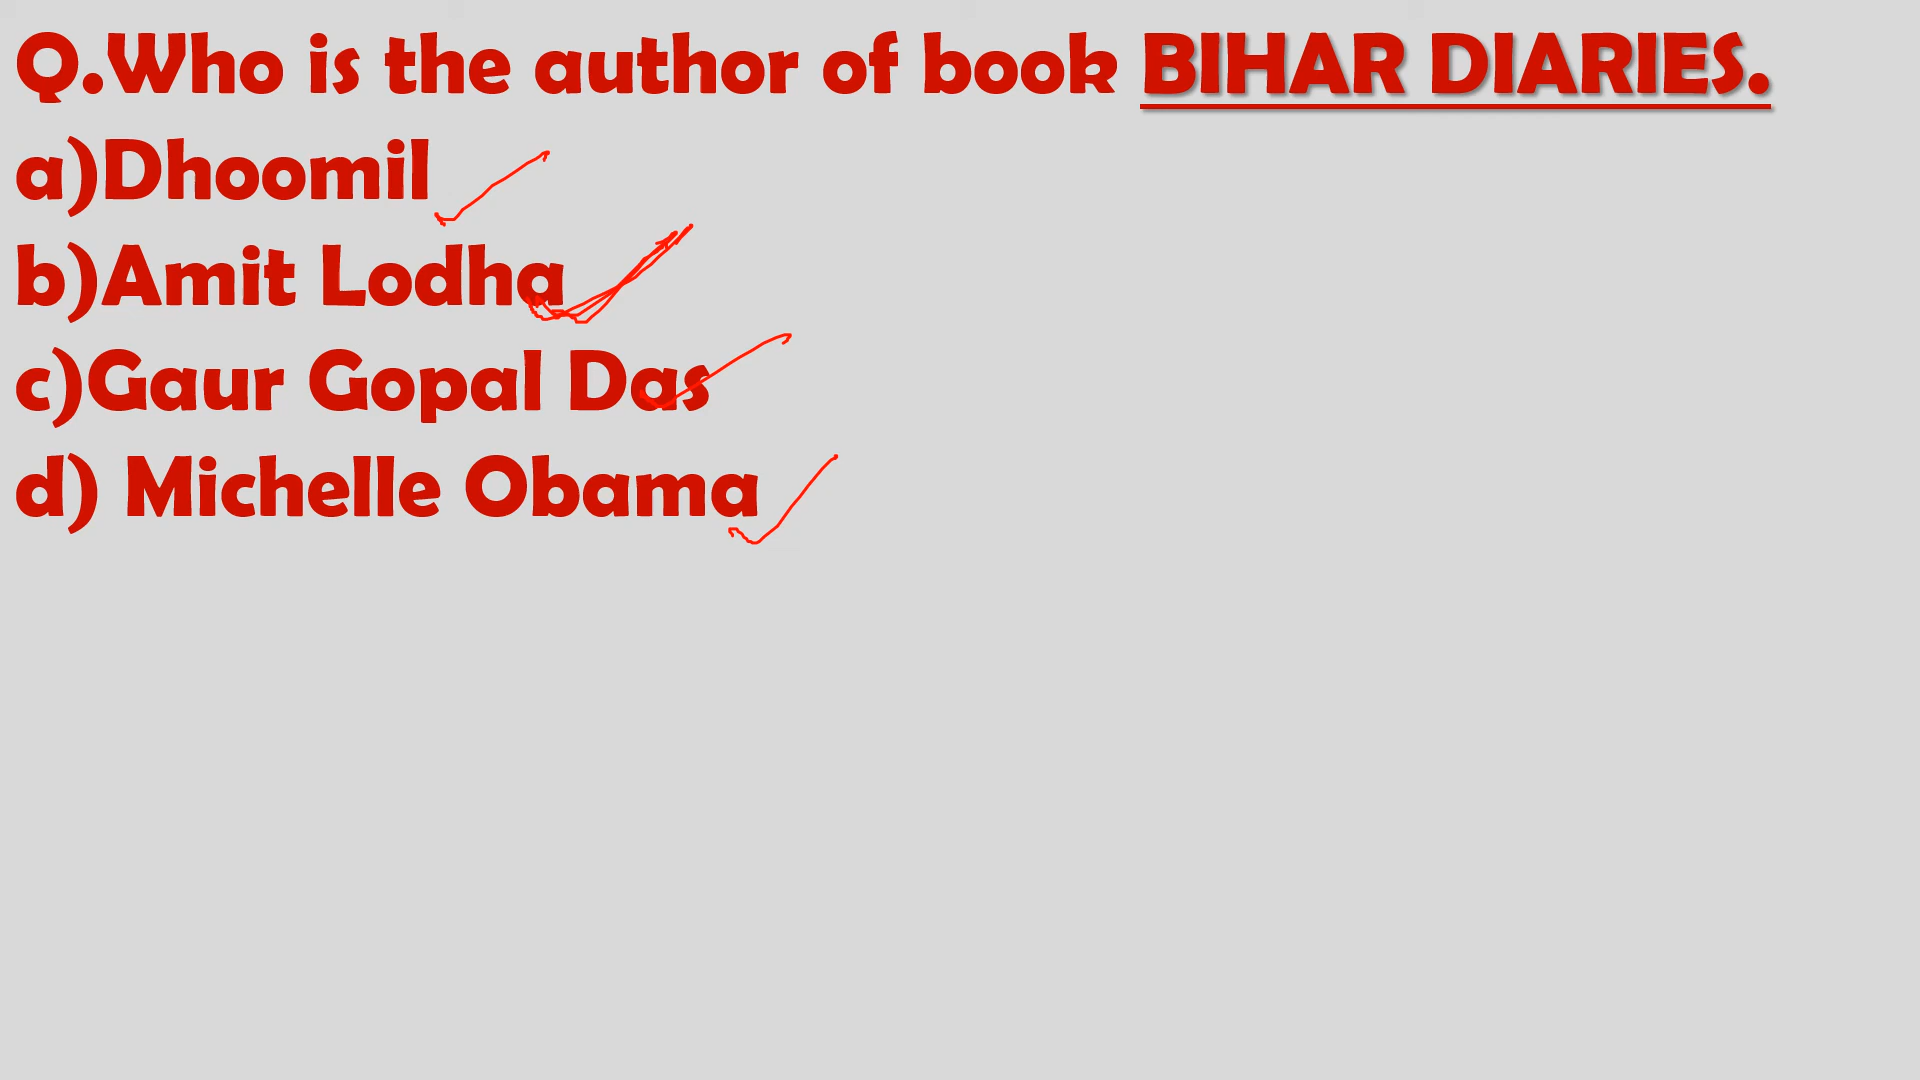 Q.Who is the author of book BIHAR DIARIES.
a)Dhoomil
b)Amit Lodha
c)Gaur Gopal Das
d) Michelle Obama